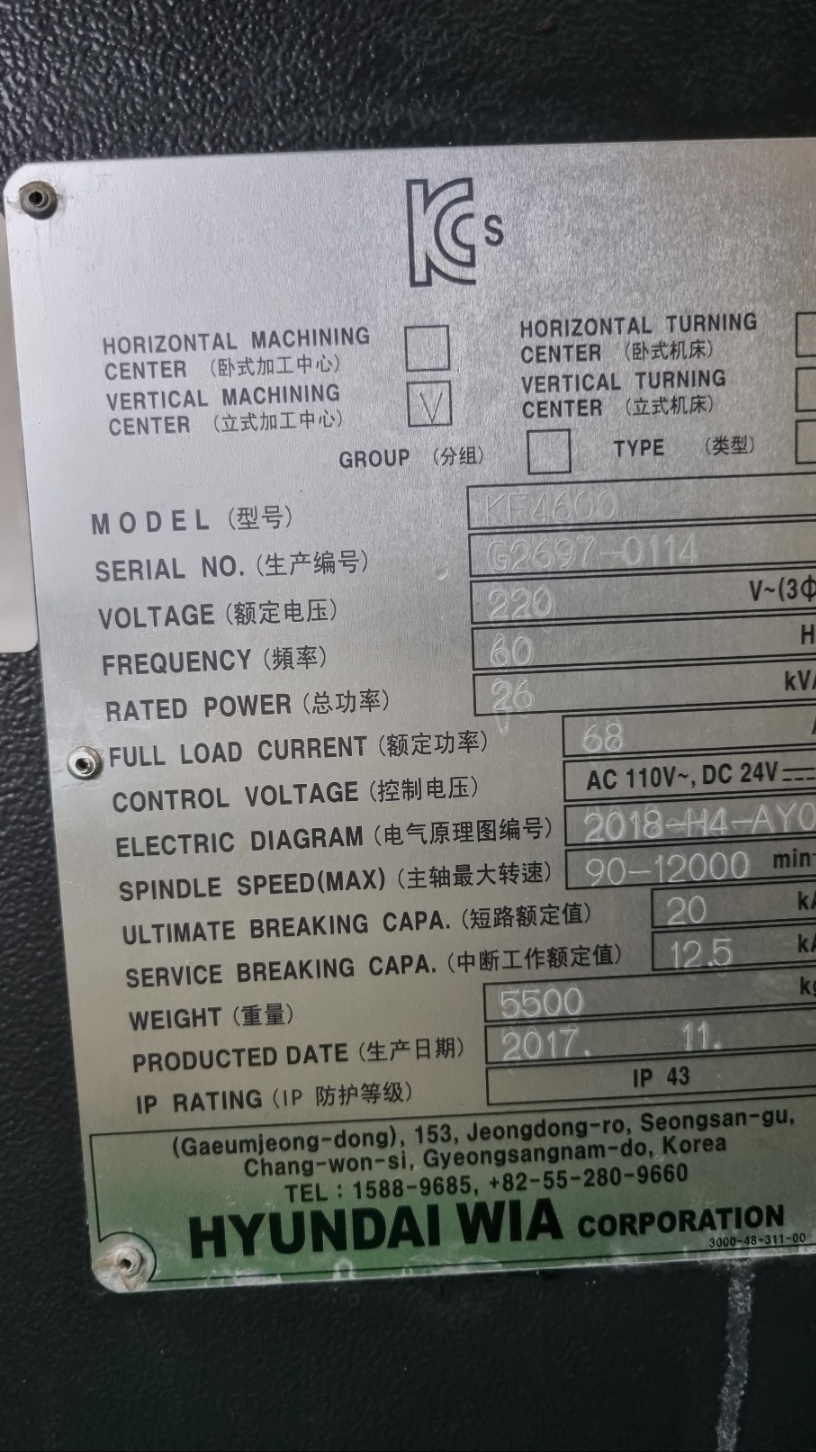 KCs
HORIZONTAL MACHINING
CENTER (卧式加工中心)
HORIZONTAL TURNING
CENTER (卧式机床)
VERTICAL MACHINING
CENTER (立式加工中心) V
VERTICAL TURNING
CENTER (立式机床)
GROUP (分组) TYPE (类型)
MODEL (型号) KF4600
SERIAL NO. (生产编号) G2697-0114
VOLTAGE (额定电压) 220 V~(3Φ
FREQUENCY (頻率) 60 H
RATED POWER (总功率) 26 kVA
FULL LOAD CURRENT (额定功率) 68
CONTROL VOLTAGE (控制电压) AC 110V~, DC 24V
ELECTRIC DIAGRAM (电气原理图编号) 2018-H4-AY0
SPINDLE SPEED(MAX) (主轴最大转速) 90-12000 min
ULTIMATE BREAKING CAPA. (短路额定值) 20 kA
SERVICE BREAKING CAPA. (中断工作额定值) 12.5 kA
WEIGHT (重量) 5500 kg
PRODUCTED DATE (生产日期) 2017. 11.
IP RATING (IP 防护等级) IP 43
(Gaeumjeong-dong), 153, Jeongdong-ro, Seongsan-gu,
Chang-won-si, Gyeongsangnam-do, Korea
TEL : 1588-9685, +82-55-280-9660
HYUNDAI WIA CORPORATION
3000-48-311-00